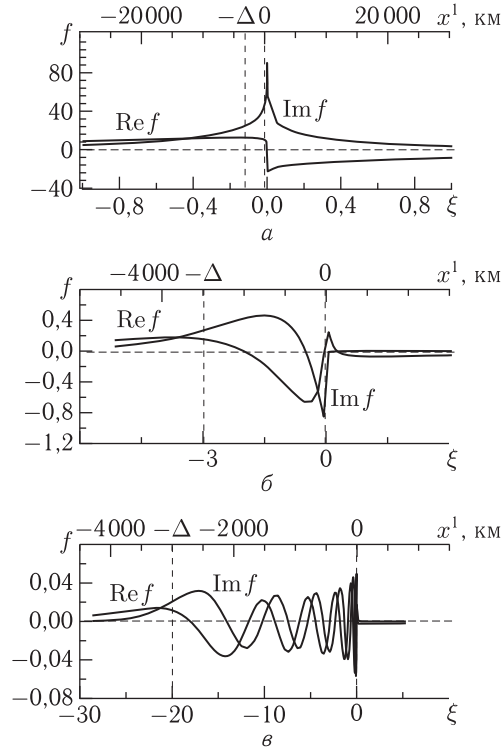 f −20000 −Δ 0 20000 x¹, км
80
Re f Im f
40
0
−40
−0,8 −0,4 0,0 0,4 0,8 ξ
а
f −4000 −Δ 0 x¹, км
0,4 Re f
0,0
−0,4 Im f
−0,8
−1,2
−3 0 ξ
б
f −4000 −Δ −2000 0 x¹, км
0,04 Re f Im f
0,00
−0,04
−0,08
−30 −20 −10 0 ξ
в